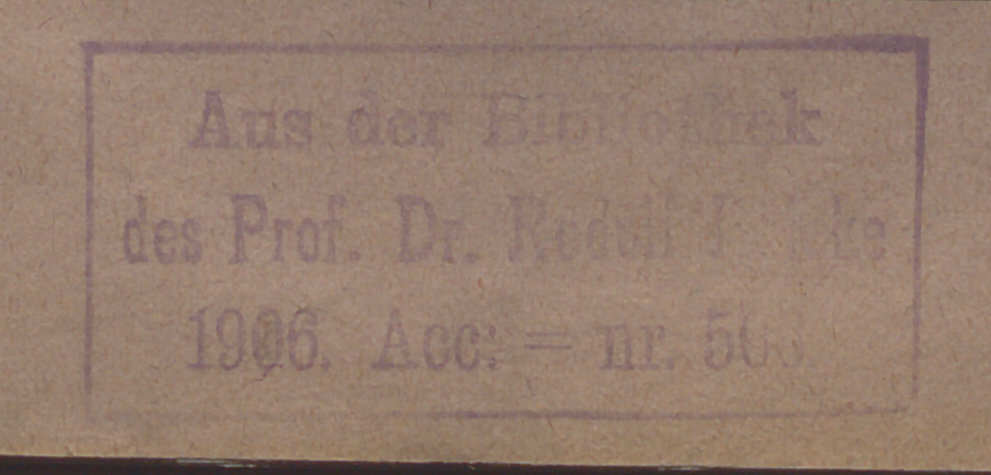 Aus der Bibliothek
des Prof. Dr.
1906. Acc: = nr.